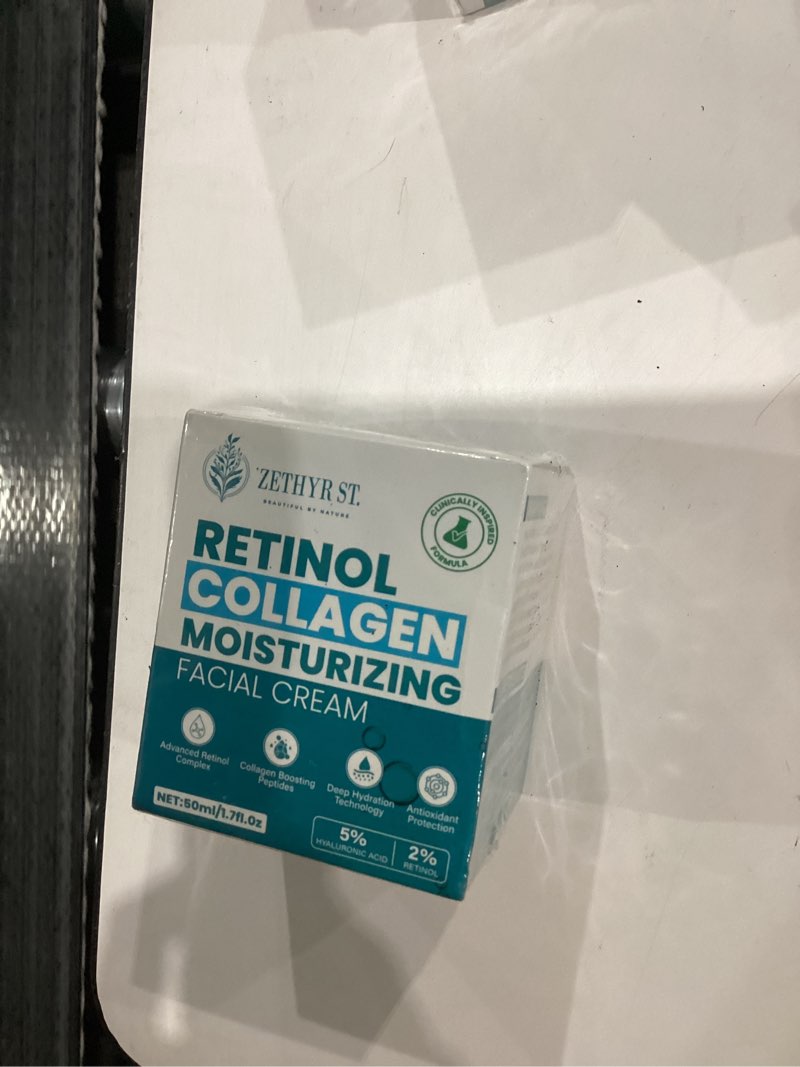 ZETHYR ST.
BEAUTIFUL BY NATURE
CLINICALLY INSPIRED
FORMULA
RETINOL
COLLAGEN
MOISTURIZING
FACIAL CREAM
Advanced Retinol
Complex
Collagen Boosting
Peptides
Deep Hydration
Technology
Antioxidant
Protection
NET:50ml/1.7fl.Oz
5%
HYALURONIC ACID
2%
RETINOL